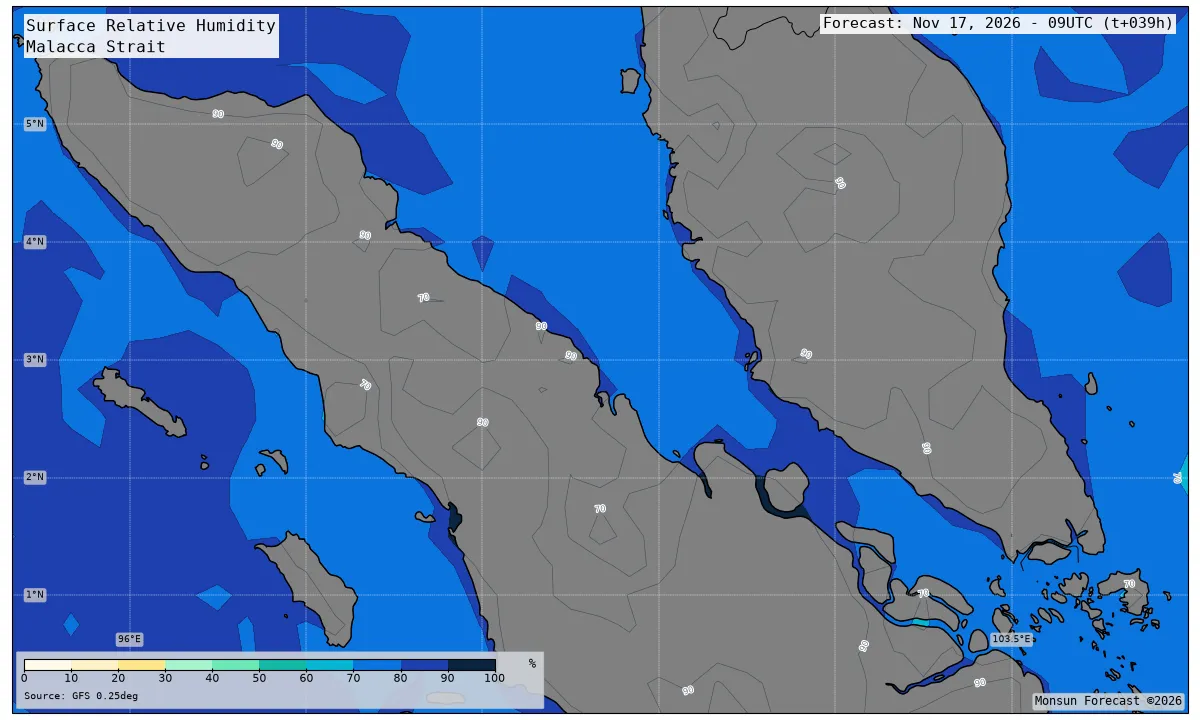 Surface Relative Humidity
Malacca Strait
Forecast: Nov 17, 2026 - 09UTC (t+039h)
90
90
5°N
90
90
4°N
70
90
90
90
3°N
70
90
90
70
2°N
70
70
1°N
70
96°E
103.5°E
90
90
90
%
0 10 20 30 40 50 60 70 80 90 100
Source: GFS 0.25deg
Monsun Forecast ©2026